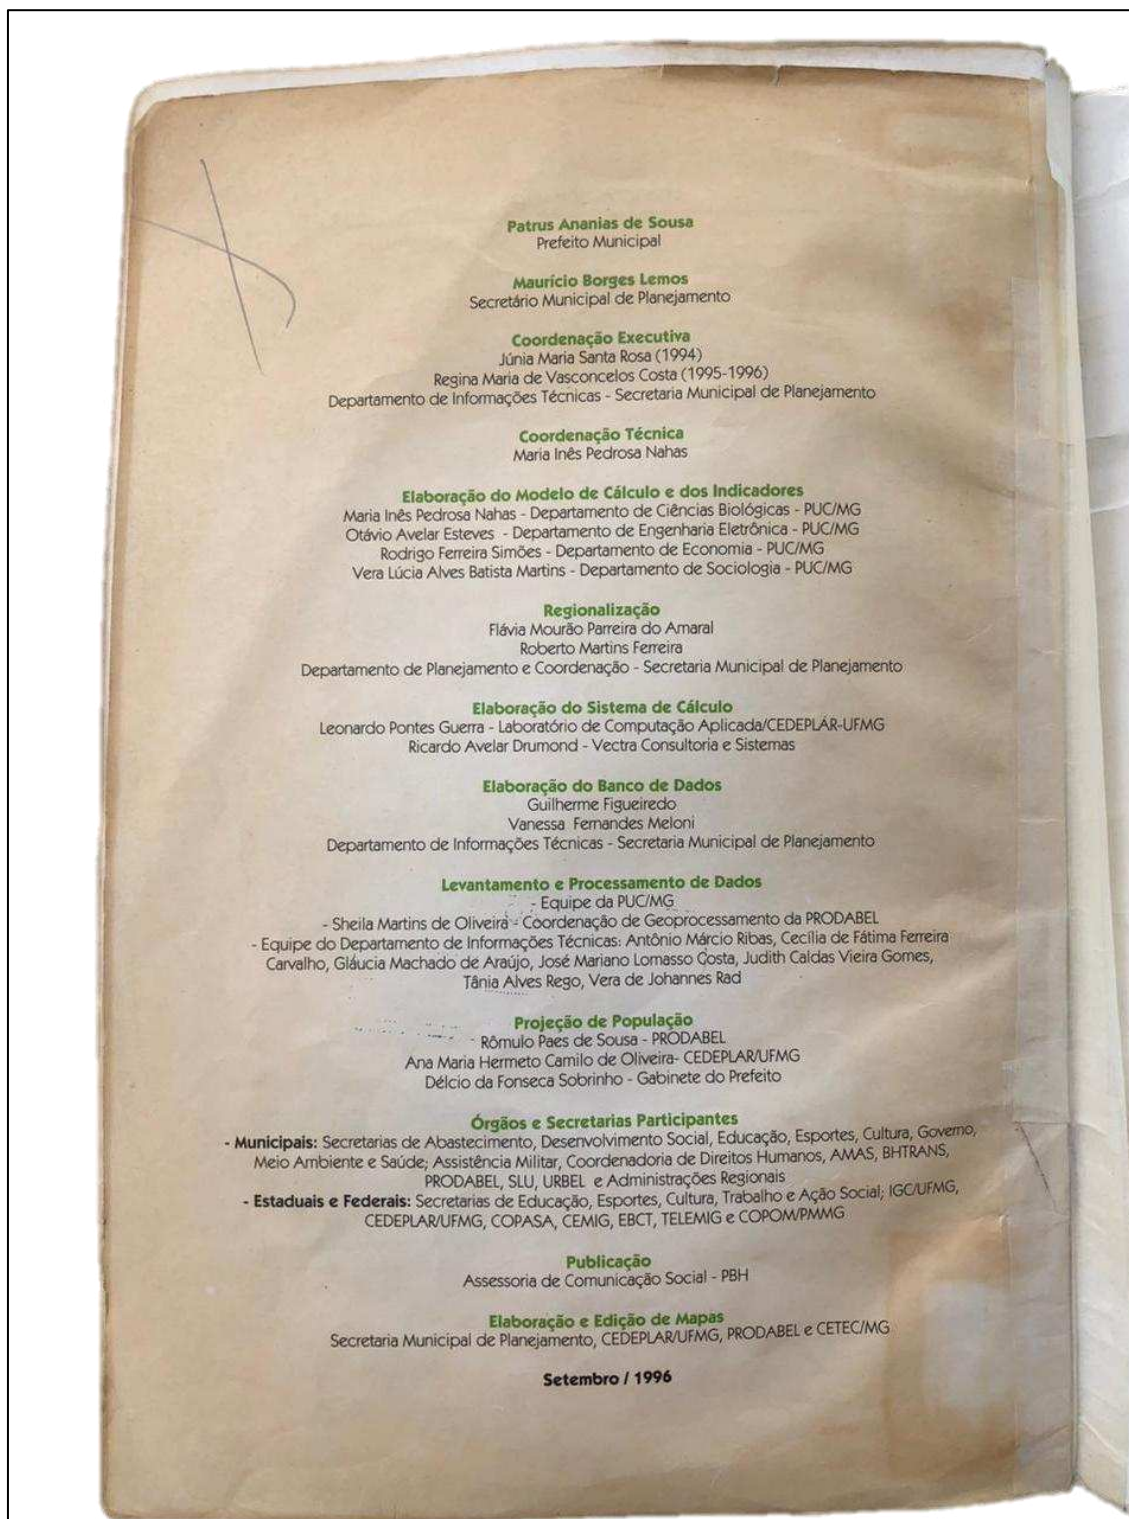 Patrus Ananias de Sousa
Prefeito Municipal
Maurício Borges Lemos
Secretário Municipal de Planejamento
Coordenação Executiva
Júnia Maria Santa Rosa (1994)
Regina Maria de Vasconcelos Costa (1995-1996)
Departamento de Informações Técnicas - Secretaria Municipal de Planejamento
Coordenação Técnica
Maria Inês Pedrosa Nahas
Elaboração do Modelo de Cálculo e dos Indicadores
Maria Inês Pedrosa Nahas - Departamento de Ciências Biológicas - PUC/MG
Otávio Avelar Esteves - Departamento de Engenharia Eletrônica - PUC/MG
Rodrigo Ferreira Simões - Departamento de Economia - PUC/MG
Vera Lúcia Alves Batista Martins - Departamento de Sociologia - PUC/MG
Regionalização
Flávia Mourão Parreira do Amaral
Roberto Martins Ferreira
Departamento de Planejamento e Coordenação - Secretaria Municipal de Planejamento
Elaboração do Sistema de Cálculo
Leonardo Pontes Guerra - Laboratório de Computação Aplicada/CEDEPLAR-UFMG
Ricardo Avelar Drumond - Vectra Consultoria e Sistemas
Elaboração do Banco de Dados
Guilherme Figueiredo
Vanessa Fernandes Meloni
Departamento de Informações Técnicas - Secretaria Municipal de Planejamento
Levantamento e Processamento de Dados
- Equipe da PUC/MG
- Sheila Martins de Oliveira - Coordenação de Geoprocessamento da PRODABEL
- Equipe do Departamento de Informações Técnicas: Antônio Márcio Ribas, Cecília de Fátima Ferreira
Carvalho, Gláucia Machado de Araújo, José Mariano Lomasso Costa, Judith Caldas Vieira Gomes,
Tânia Alves Rego, Vera de Johannes Rad
Projeção de População
- Rômulo Paes de Sousa - PRODABEL
Ana Maria Hermeto Camilo de Oliveira- CEDEPLAR/UFMG
Délcio da Fonseca Sobrinho - Gabinete do Prefeito
Órgãos e Secretarias Participantes
- Municipais: Secretarias de Abastecimento, Desenvolvimento Social, Educação, Esportes, Cultura, Governo,
Meio Ambiente e Saúde; Assistência Militar, Coordenadoria de Direitos Humanos, AMAS, BHTRANS,
PRODABEL, SLU, URBEL e Administrações Regionais
- Estaduais e Federais: Secretarias de Educação, Esportes, Cultura, Trabalho e Ação Social; IGC/UFMG,
CEDEPLAR/UFMG, COPASA, CEMIG, EBCT, TELEMIG e COPOM/PMMG
Publicação
Assessoria de Comunicação Social - PBH
Elaboração e Edição de Mapas
Secretaria Municipal de Planejamento, CEDEPLAR/UFMG, PRODABEL e CETEC/MG
Setembro / 1996